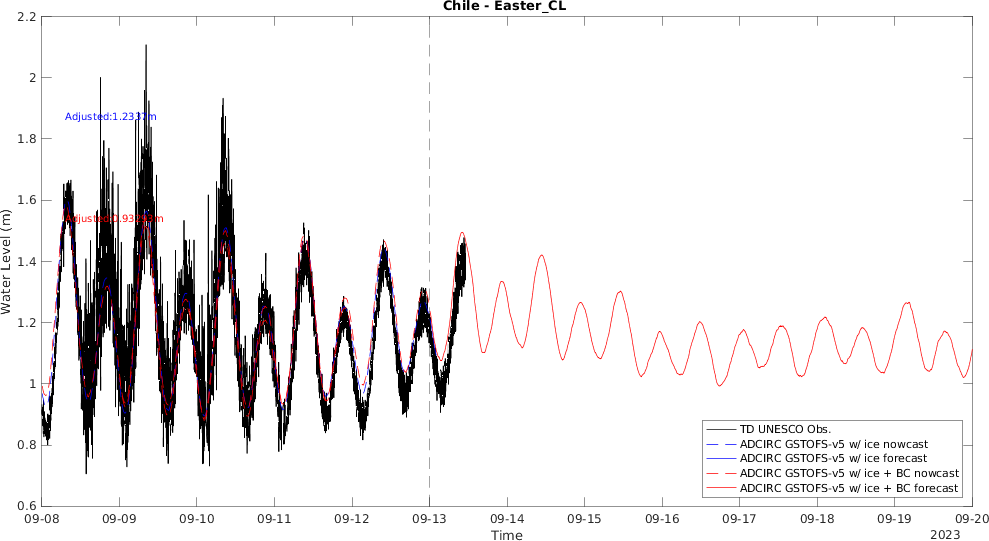 Chile - Easter_CL
2.2
2
1.8
1.6
1.4
1.2
1
0.8
0.6
Water Level (m)
Adjusted:1.2337m
TD UNESCO Obs.
ADCIRC GSTOFS-v5 w/ ice nowcast
ADCIRC GSTOFS-v5 w/ ice forecast
ADCIRC GSTOFS-v5 w/ ice + BC nowcast
ADCIRC GSTOFS-v5 w/ ice + BC forecast
09-08 09-09 09-10 09-11 09-12 09-13 09-14 09-15 09-16 09-17 09-18 09-19 09-20
Time
2023